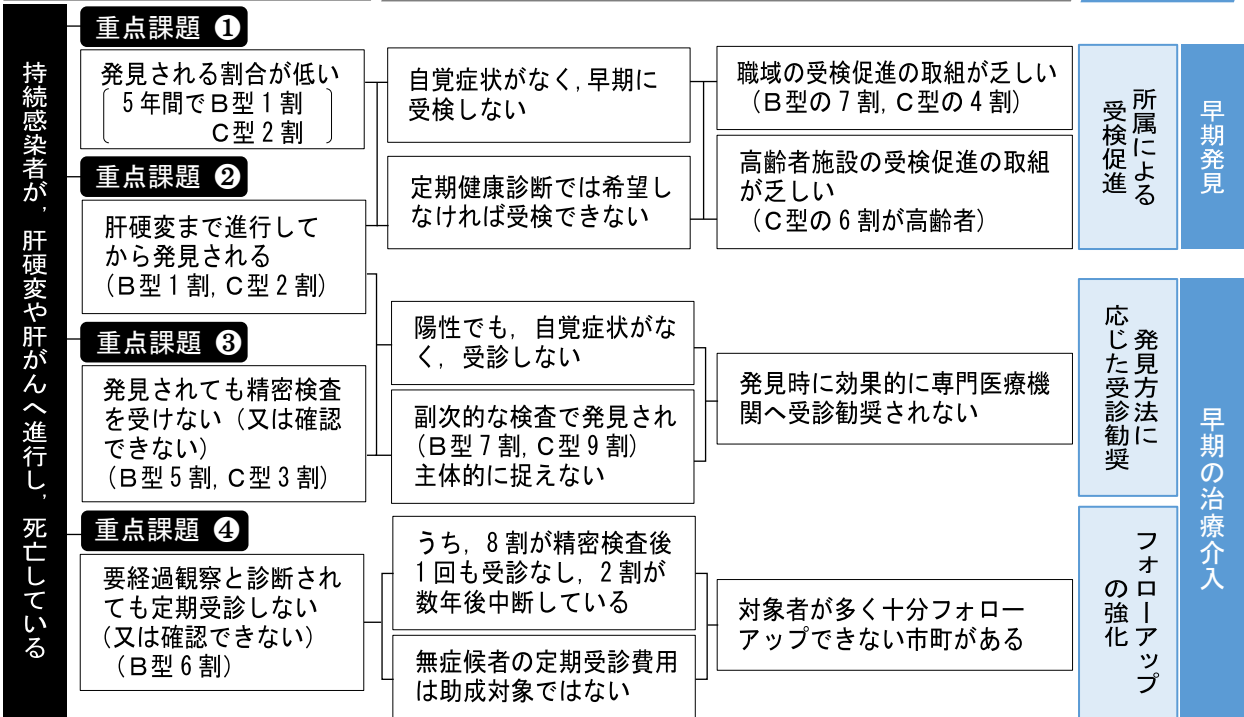 持続感染者が，肝硬変や肝がんへ進行し，死亡している
重点課題 ❶
発見される割合が低い
5年間でＢ型1割
Ｃ型2割
自覚症状がなく，早期に
受検しない
職域の受検促進の取組が乏しい
（Ｂ型の7割，Ｃ型の4割）
所属による
受検促進
早期発見
重点課題 ❷
肝硬変まで進行して
から発見される
（Ｂ型1割，Ｃ型2割）
定期健康診断では希望し
なければ受検できない
高齢者施設の受検促進の取組
が乏しい
（Ｃ型の6割が高齢者）
重点課題 ❸
発見されても精密検査
を受けない（又は確認
できない）
（Ｂ型5割，Ｃ型3割）
陽性でも，自覚症状がな
く，受診しない
副次的な検査で発見され
（Ｂ型7割，Ｃ型9割）
主体的に捉えない
発見時に効果的に専門医療機
関へ受診勧奨されない
発見方法に
応じた受診勧奨
早期の治療介入
重点課題 ❹
要経過観察と診断され
ても定期受診しない
（又は確認できない）
（Ｂ型6割）
うち，8割が精密検査後
1回も受診なし，2割が
数年後中断している
無症候者の定期受診費用
は助成対象ではない
対象者が多く十分フォロー
アップできない市町がある
フォローアップ
の強化